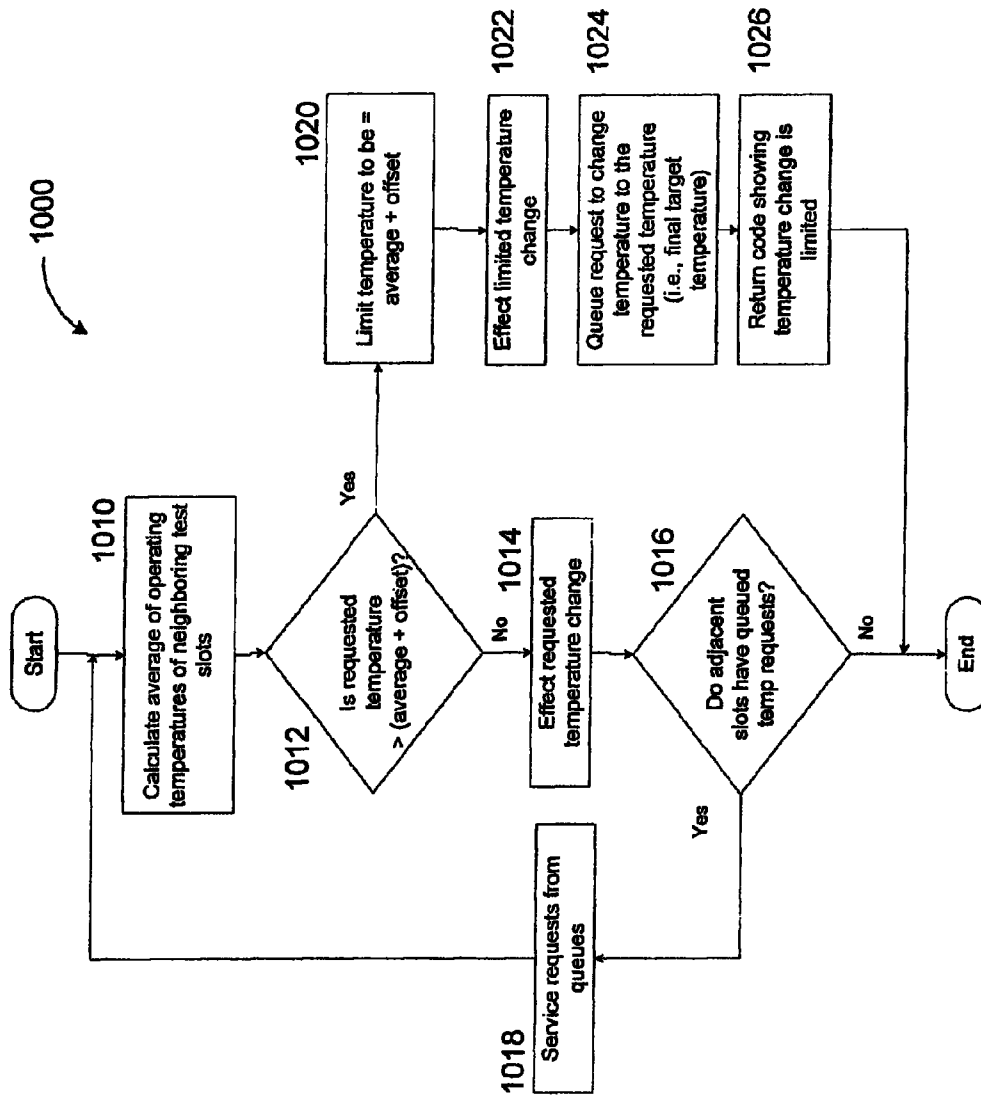 1000
Start
1010
Calculate average of operating
temperatures of neighboring test
slots
1012
Is requested
temperature
> (average + offset)?
Yes
No
1020
Limit temperature to be =
average + offset
1022
Effect limited temperature
change
1024
Queue request to change
temperature to the
requested temperature
(i.e., final target
temperature)
1026
Return code showing
temperature change is
limited
1014
Effect requested
temperature change
1016
Do adjacent
slots have queued
temp requests?
Yes
No
1018
Service requests from
queues
End